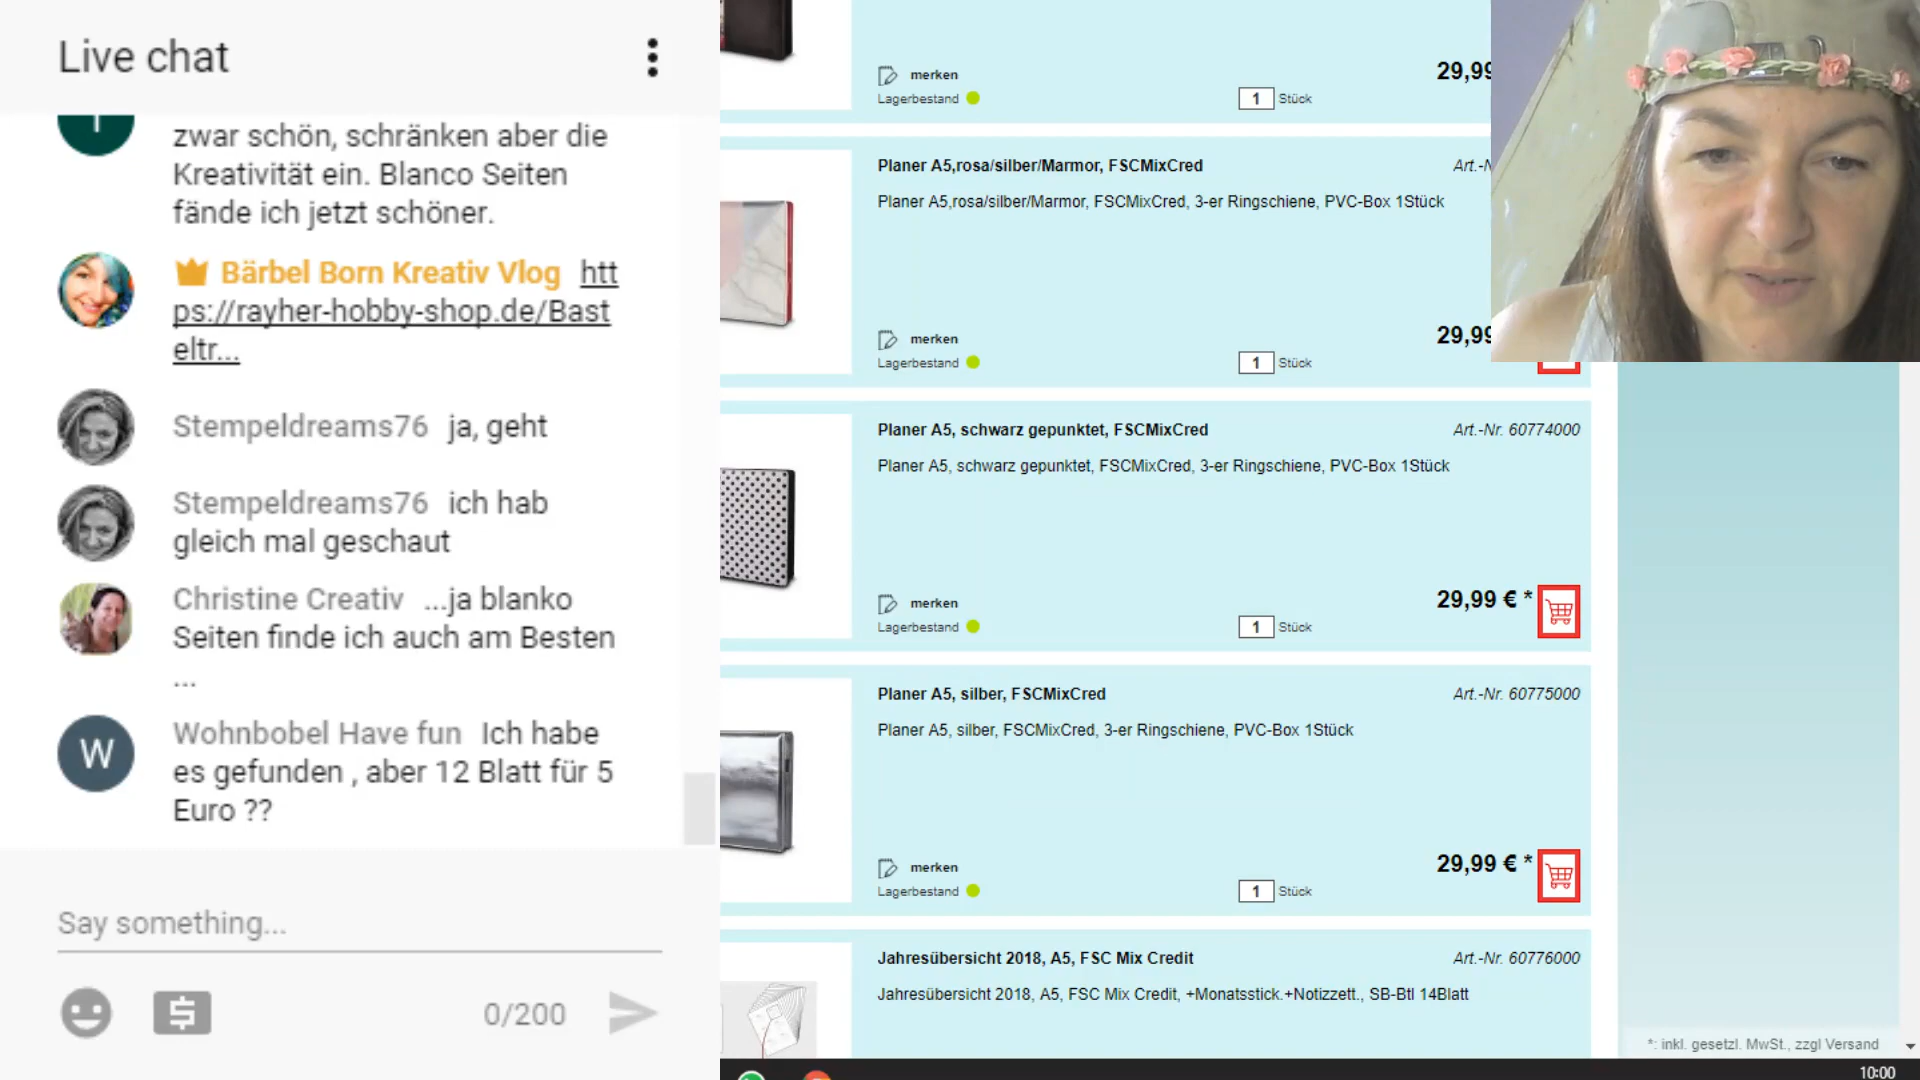 Live chat
zwar schön, schränken aber die
Kreativität ein. Blanco Seiten
fände ich jetzt schöner.
Bärbel Born Kreativ Vlog htt
ps://rayher-hobby-shop.de/Bast
eltr...
Stempeldreams76 ja, geht
Stempeldreams76 ich hab
gleich mal geschaut
Christine Creativ ...ja blanko
Seiten finde ich auch am Besten
...
W
Wohnbobel Have fun Ich habe
es gefunden , aber 12 Blatt für 5
Euro ??
Say something...
0/200
merken
29,99
Lagerbestand
1 Stück
Planer A5,rosa/silber/Marmor, FSCMixCred
Art.-N
Planer A5,rosa/silber/Marmor, FSCMixCred, 3-er Ringschiene, PVC-Box 1Stück
merken
29,99
Lagerbestand
1 Stück
Planer A5, schwarz gepunktet, FSCMixCred
Art.-Nr. 60774000
Planer A5, schwarz gepunktet, FSCMixCred, 3-er Ringschiene, PVC-Box 1Stück
merken
29,99 € *
Lagerbestand
1 Stück
Planer A5, silber, FSCMixCred
Art.-Nr. 60775000
Planer A5, silber, FSCMixCred, 3-er Ringschiene, PVC-Box 1Stück
merken
29,99 € *
Lagerbestand
1 Stück
Jahresübersicht 2018, A5, FSC Mix Credit
Art.-Nr. 60776000
Jahresübersicht 2018, A5, FSC Mix Credit, +Monatsstick.+Notizzett., SB-Btl 14Blatt
*: inkl. gesetzl. MwSt., zzgl Versand
10:00